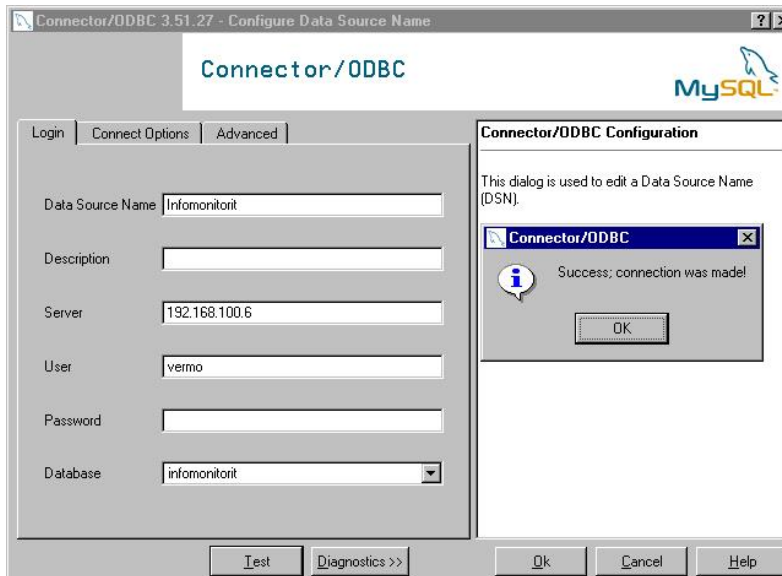 Connector/ODBC 3.51.27 - Configure Data Source Name
Connector/ODBC
MySQL
Login Connect Options Advanced
Data Source Name Infomonitorit
Description
Server 192.168.100.6
User vermo
Password
Database infomonitorit
Connector/ODBC Configuration
This dialog is used to edit a Data Source Name
(DSN).
Connector/ODBC
Success; connection was made!
OK
Test Diagnostics >> Ok Cancel Help